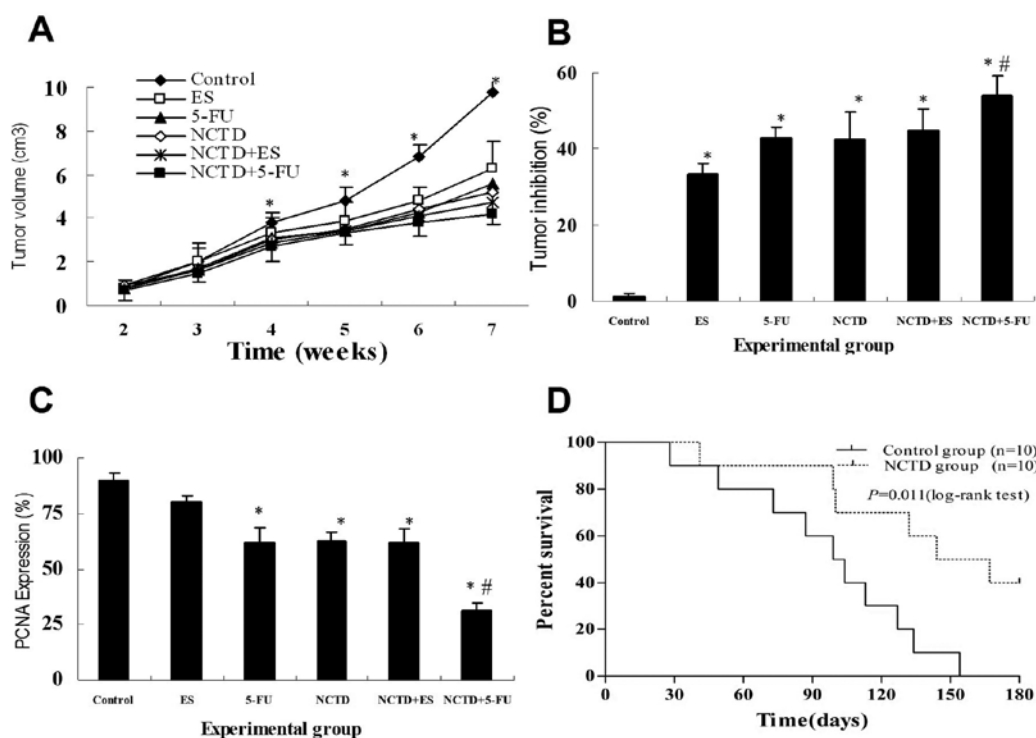 A
Tumor volume (cm3)
10
8
6
4
2
0
Control
ES
5-FU
NCTD
NCTD+ES
NCTD+5-FU
* * * *
2 3 4 5 6 7
Time (weeks)
B
Tumor inhibition (%)
60
40
20
0
* * * * * #
Control ES 5-FU NCTD NCTD+ES NCTD+5-FU
Experimental group
C
PCNA Expression (%)
100
75
50
25
0
* * * * #
Control ES 5-FU NCTD NCTD+ES NCTD+5-FU
Experimental group
D
Percent survival
100
80
60
40
20
0
Control group (n=10)
NCTD group (n=10)
P=0.011(log-rank test)
0 30 60 90 120 150 180
Time(days)